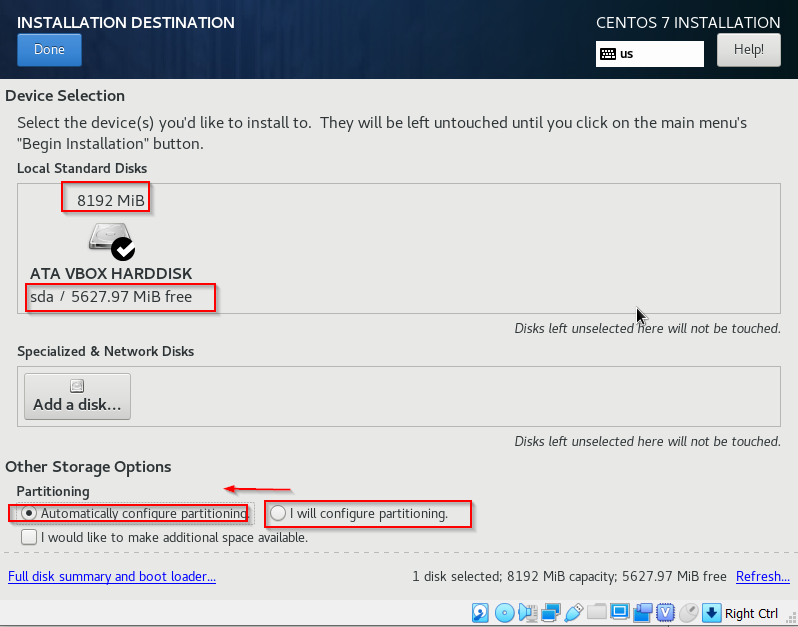 INSTALLATION DESTINATION
CENTOS 7 INSTALLATION
Done
us
Help!
Device Selection
Select the device(s) you'd like to install to. They will be left untouched until you click on the main menu's
"Begin Installation" button.
Local Standard Disks
8192 MiB
ATA VBOX HARDDISK
sda / 5627.97 MiB free
Disks left unselected here will not be touched.
Specialized & Network Disks
Add a disk...
Disks left unselected here will not be touched.
Other Storage Options
Partitioning
Automatically configure partitioning. I will configure partitioning.
I would like to make additional space available.
Full disk summary and boot loader... 1 disk selected; 8192 MiB capacity; 5627.97 MiB free Refresh...
Right Ctrl